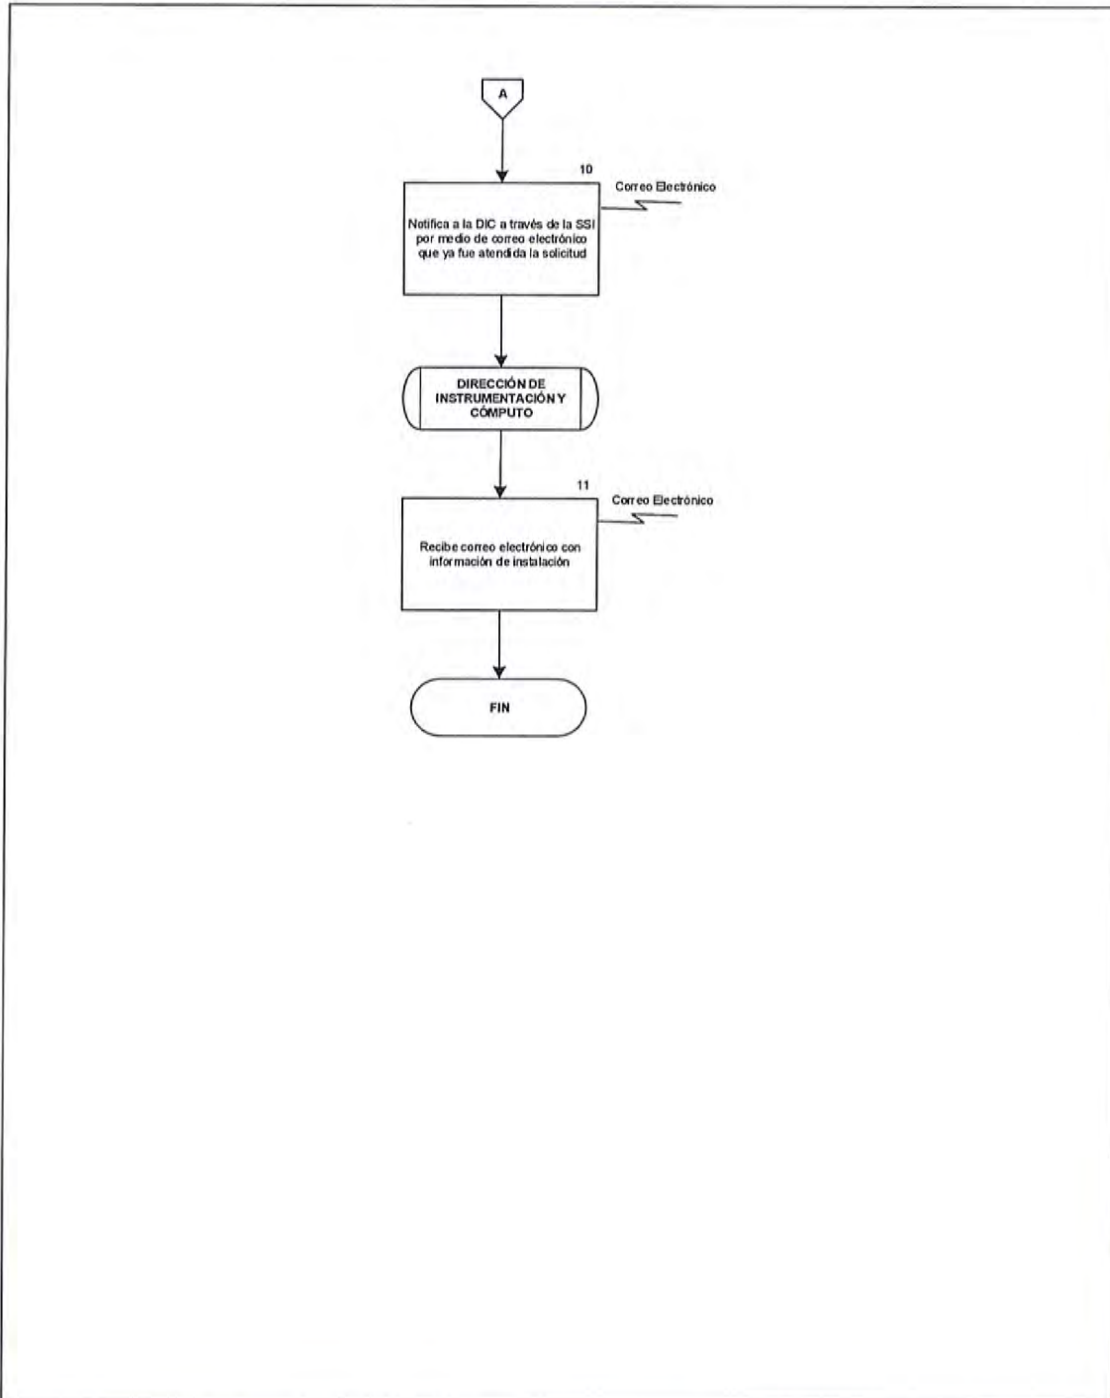 A
10
Correo Electrónico
Notifica a la DIC a través de la SSI
por medio de correo electrónico
que ya fue atendida la solicitud
DIRECCIÓN DE
INSTRUMENTACIÓN Y
CÓMPUTO
11
Correo Electrónico
Recibe correo electrónico con
información de instalación
FIN